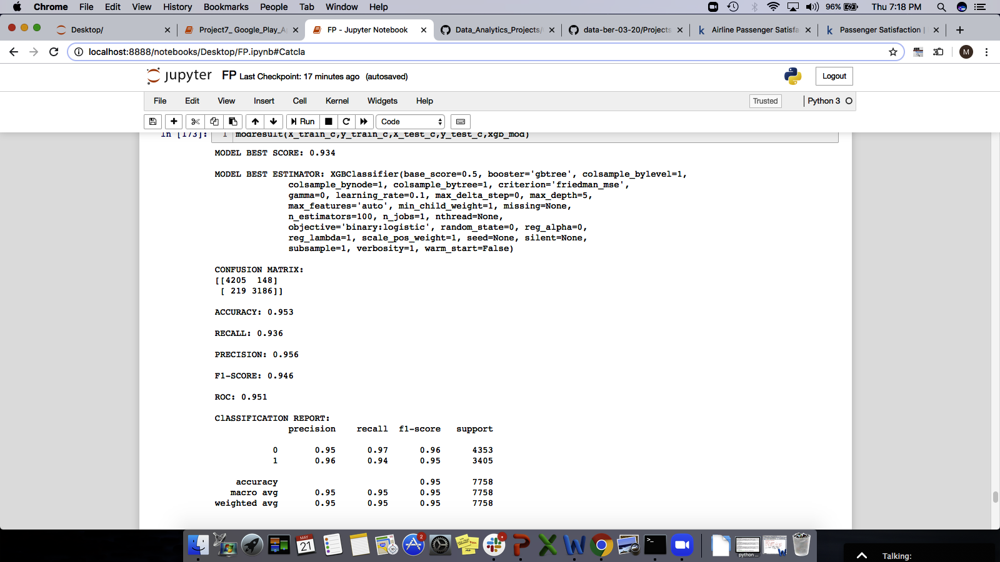 Chrome File Edit View History Bookmarks People Tab Window Help 96% Thu 7:18 PM
Desktop/ Project7_ Google_Play_A FP - Jupyter Notebook Data_Analytics_Projects/ data-ber-03-20/Projects Airline Passenger Satisfa Passenger Satisfaction |
localhost:8888/notebooks/Desktop/FP.ipynb#Catcla M
jupyter FP Last Checkpoint: 17 minutes ago (autosaved) Logout
File Edit View Insert Cell Kernel Widgets Help Trusted Python 3
Run Code
In [173]: 1 modresult(X_train_c,y_train_c,X_test_c,y_test_c,xgb_mod)
MODEL BEST SCORE: 0.934
MODEL BEST ESTIMATOR: XGBClassifier(base_score=0.5, booster='gbtree', colsample_bylevel=1,
colsample_bynode=1, colsample_bytree=1, criterion='friedman_mse',
gamma=0, learning_rate=0.1, max_delta_step=0, max_depth=5,
max_features='auto', min_child_weight=1, missing=None,
n_estimators=100, n_jobs=1, nthread=None,
objective='binary:logistic', random_state=0, reg_alpha=0,
reg_lambda=1, scale_pos_weight=1, seed=None, silent=None,
subsample=1, verbosity=1, warm_start=False)
CONFUSION MATRIX:
[[4205 148]
[ 219 3186]]
ACCURACY: 0.953
RECALL: 0.936
PRECISION: 0.956
F1-SCORE: 0.946
ROC: 0.951
ClASSIFICATION REPORT:
precision recall f1-score support
0 0.95 0.97 0.96 4353
1 0.96 0.94 0.95 3405
accuracy 0.95 7758
macro avg 0.95 0.95 0.95 7758
weighted avg 0.95 0.95 0.95 7758
MAY
21
2
python ...
Talking: